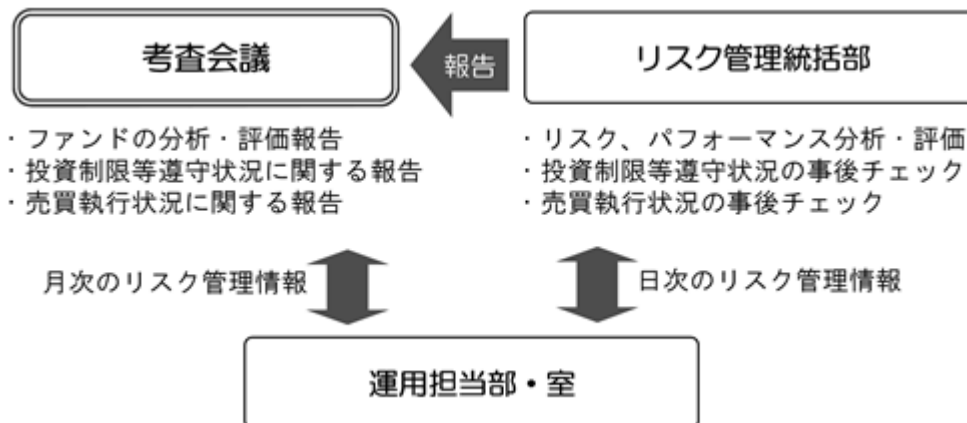 考査会議
報告
リスク管理統括部
・ファンドの分析・評価報告
・投資制限等遵守状況に関する報告
・売買執行状況に関する報告
・リスク、パフォーマンス分析・評価
・投資制限等遵守状況の事後チェック
・売買執行状況の事後チェック
月次のリスク管理情報
日次のリスク管理情報
運用担当部・室